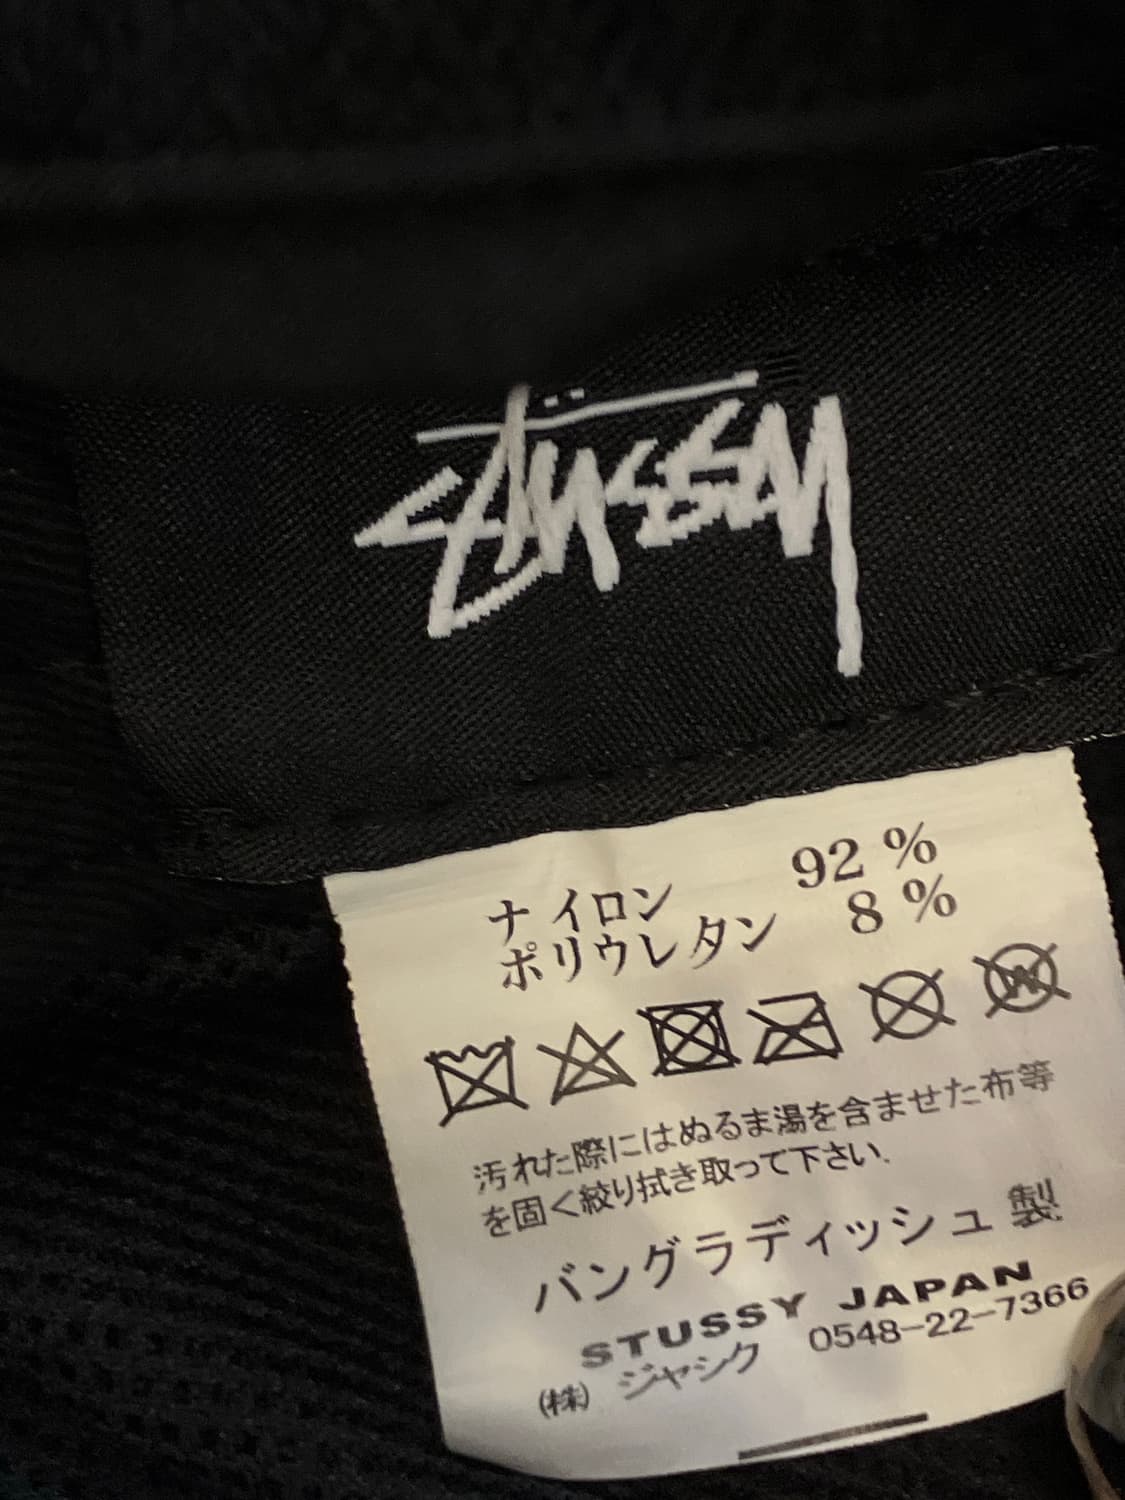 Stüssy
ナイロン 92 %
ポリウレタン 8 %
汚れた際にはぬるま湯を含ませた布等
を固く絞り拭き取って下さい.
バングラディッシュ製
STUSSY JAPAN
(株) ジャシク 0548-22-7366